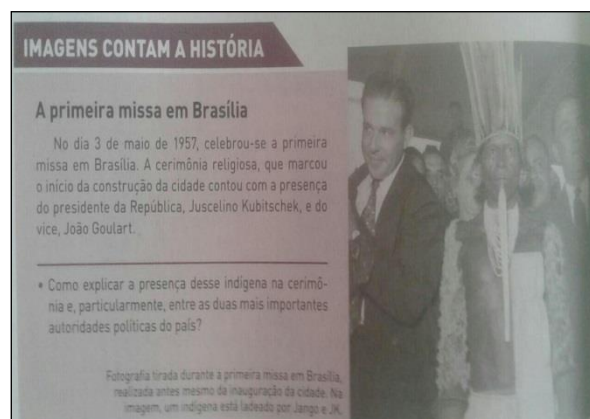 IMAGENS CONTAM A HISTÓRIA
A primeira missa em Brasília
No dia 3 de maio de 1957, celebrou-se a primeira
missa em Brasília. A cerimônia religiosa, que marcou
o início da construção da cidade contou com a presença
do presidente da República, Juscelino Kubitschek, e do
vice, João Goulart.
• Como explicar a presença desse indígena na cerimô-
nia e, particularmente, entre as duas mais importantes
autoridades políticas do país?
Fotografia tirada durante a primeira missa em Brasília,
realizada antes mesmo da inauguração da cidade. Na
imagem, um indígena está ladeado por Jango e JK.